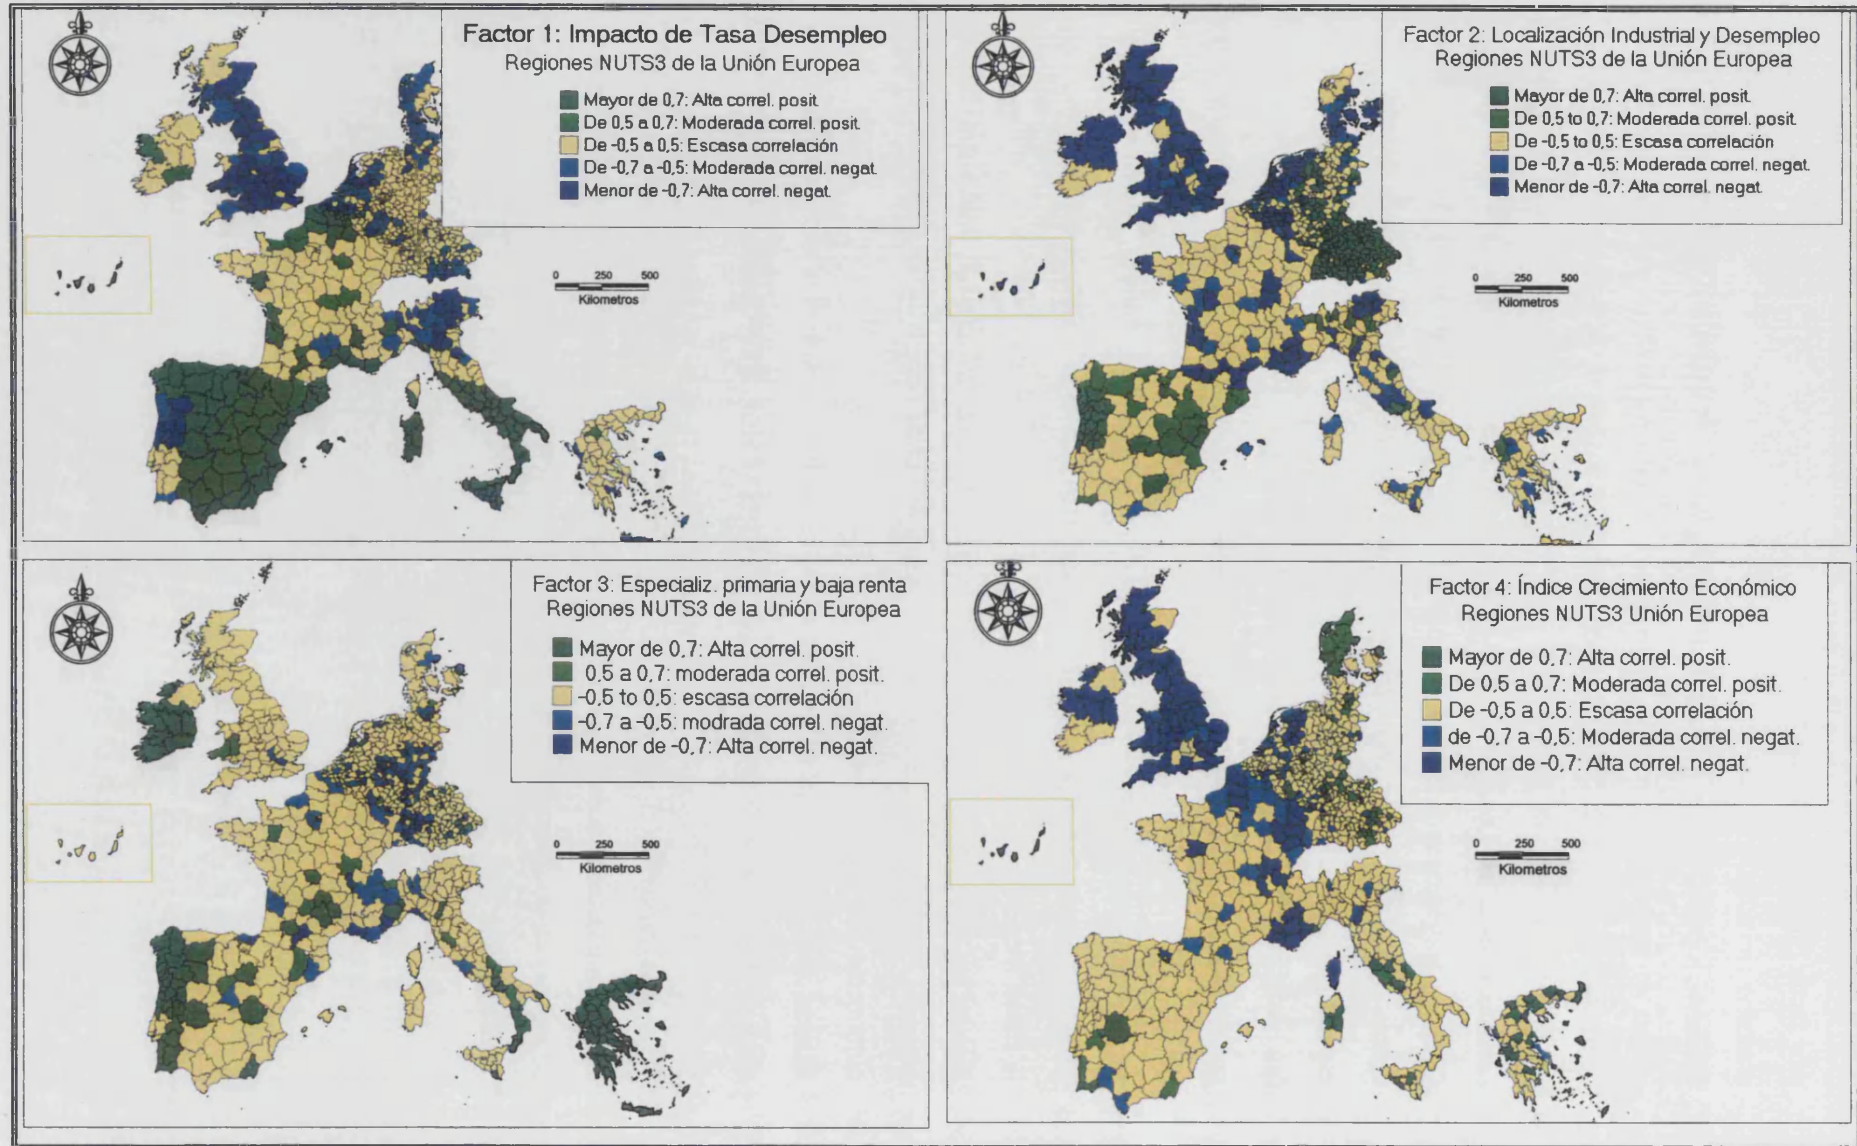 Factor 1: Impacto de Tasa Desempleo
Regiones NUTS3 de la Unión Europea
Mayor de 0,7: Alta correl. posit
De 0,5 a 0,7: Moderada correl. posit.
De -0,5 a 0,5: Escasa correlación
De -0,7 a -0,5: Moderada correl. negat.
Menor de -0,7: Alta correl. negat.
0 250 500
Kilometros
Factor 2: Localización Industrial y Desempleo
Regiones NUTS3 de la Unión Europea
Mayor de 0,7: Alta correl. posit.
De 0,5 to 0,7: Moderada correl. posit.
De -0,5 to 0,5: Escasa correlación
De -0,7 a -0,5: Moderada correl. negat.
Menor de -0,7: Alta correl. negat.
0 250 500
Kilometros
Factor 3: Especializ. primaria y baja renta
Regiones NUTS3 de la Unión Europea
Mayor de 0,7: Alta correl. posit.
0,5 a 0,7: moderada correl. posit.
-0,5 to 0,5: escasa correlación
-0,7 a -0,5: modrada correl. negat.
Menor de -0,7: Alta correl. negat.
0 250 500
Kilometros
Factor 4: Índice Crecimiento Económico
Regiones NUTS3 Unión Europea
Mayor de 0,7: Alta correl. posit.
De 0,5 a 0,7: Moderada correl. posit.
De -0,5 a 0,5: Escasa correlación
de -0,7 a -0,5: Moderada correl. negat.
Menor de -0,7: Alta correl. negat.
0 250 500
Kilometros